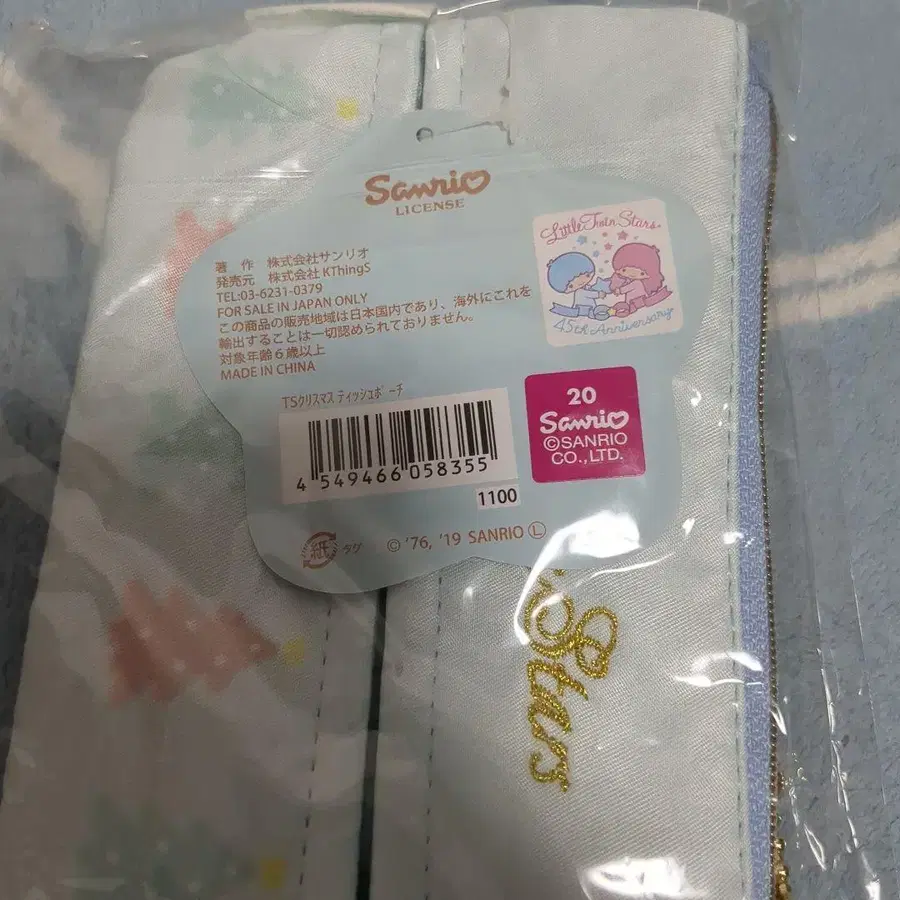 Sanrio
LICENSE
著 作 株式会社サンリオ
発売元 株式会社 KThingS
TEL:03-6231-0379
FOR SALE IN JAPAN ONLY
この商品の販売地域は日本国内であり、海外にこれを
輸出することは一切認められておりません。
対象年齢6歳以上
MADE IN CHINA
Little Twin Stars
45th Anniversary
TSクリスマス ティッシュポーチ
4 549466 058355
1100
20
Sanrio
©SANRIO
CO.,LTD.
紙 タグ
© '76, '19 SANRIO Ⓛ
Stars